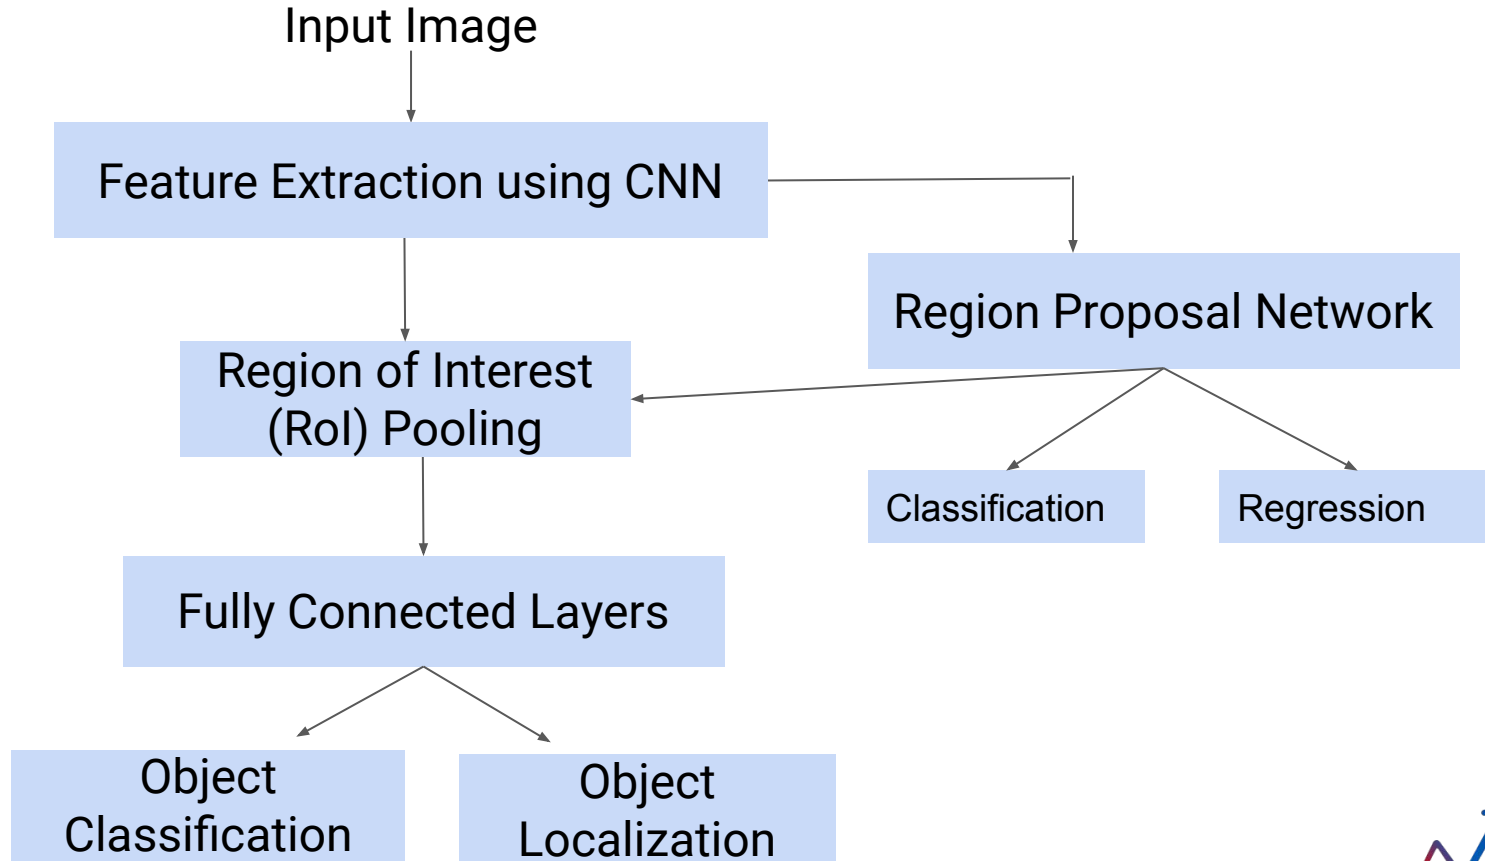 Input Image
Feature Extraction using CNN
Region Proposal Network
Region of Interest
(RoI) Pooling
Classification
Regression
Fully Connected Layers
Object
Classification
Object
Localization